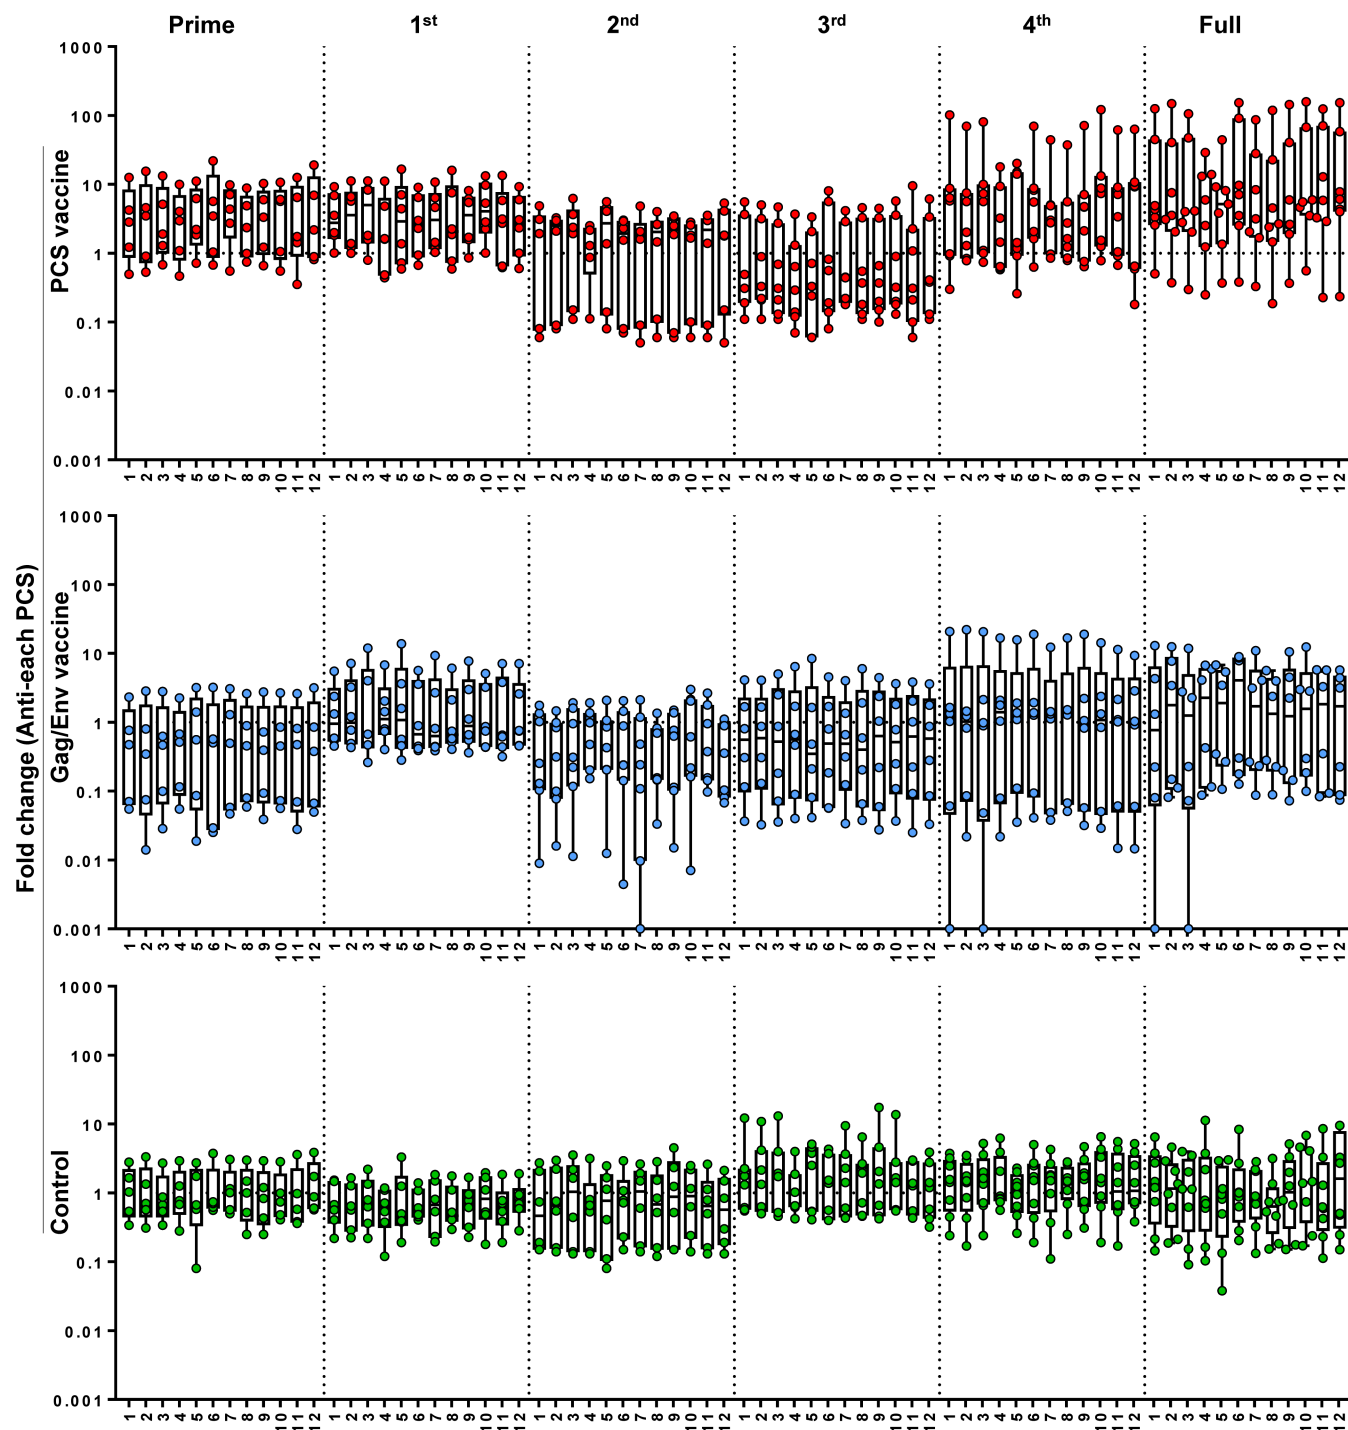 Prime 1st 2nd 3rd 4th Full
Fold change (Anti-each PCS)
PCS vaccine
1000
100
10
1
0.1
0.01
0.001
1 2 3 4 5 6 7 8 9 10 11 12 1 2 3 4 5 6 7 8 9 10 11 12 1 2 3 4 5 6 7 8 9 10 11 12 1 2 3 4 5 6 7 8 9 10 11 12 1 2 3 4 5 6 7 8 9 10 11 12 1 2 3 4 5 6 7 8 9 10 11 12
Gag/Env vaccine
1000
100
10
1
0.1
0.01
0.001
1 2 3 4 5 6 7 8 9 10 11 12 1 2 3 4 5 6 7 8 9 10 11 12 1 2 3 4 5 6 7 8 9 10 11 12 1 2 3 4 5 6 7 8 9 10 11 12 1 2 3 4 5 6 7 8 9 10 11 12 1 2 3 4 5 6 7 8 9 10 11 12
Control
1000
100
10
1
0.1
0.01
0.001
1 2 3 4 5 6 7 8 9 10 11 12 1 2 3 4 5 6 7 8 9 10 11 12 1 2 3 4 5 6 7 8 9 10 11 12 1 2 3 4 5 6 7 8 9 10 11 12 1 2 3 4 5 6 7 8 9 10 11 12 1 2 3 4 5 6 7 8 9 10 11 12